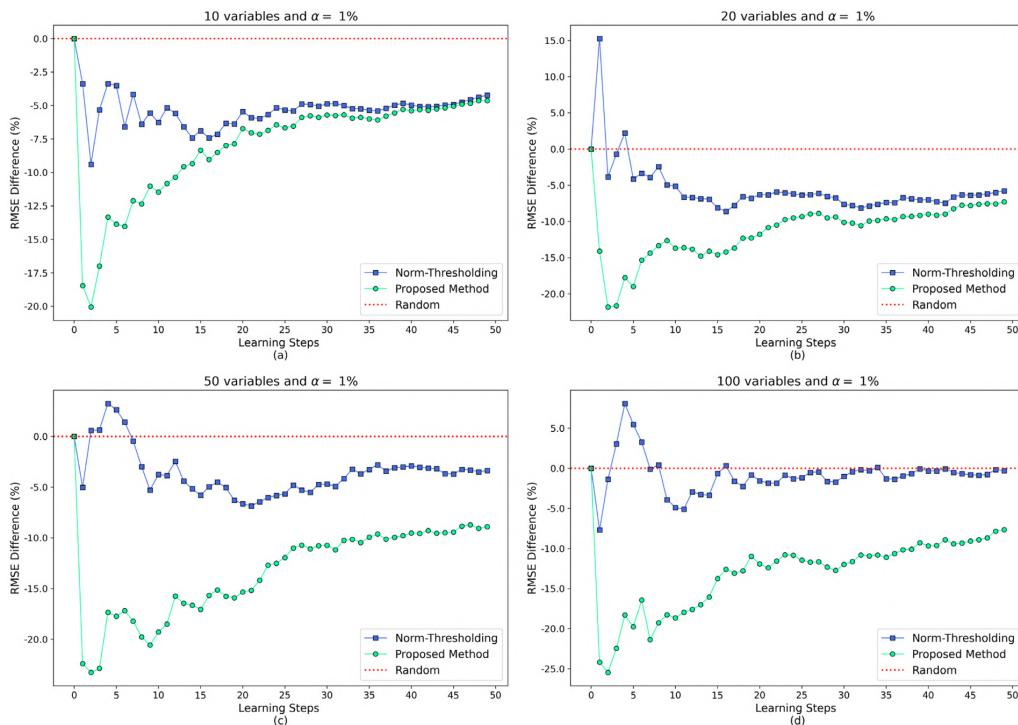 10 variables and α = 1%
0.0
-2.5
-5.0
-7.5
-10.0
-12.5
-15.0
-17.5
-20.0
RMSE Difference (%)
Norm-Thresholding
Proposed Method
Random
0 5 10 15 20 25 30 35 40 45 50
Learning Steps
(a)
20 variables and α = 1%
15.0
10.0
5.0
0.0
-5.0
-10.0
-15.0
-20.0
RMSE Difference (%)
Norm-Thresholding
Proposed Method
Random
0 5 10 15 20 25 30 35 40 45 50
Learning Steps
(b)
50 variables and α = 1%
0.0
-5.0
-10.0
-15.0
-20.0
RMSE Difference (%)
Norm-Thresholding
Proposed Method
Random
0 5 10 15 20 25 30 35 40 45 50
Learning Steps
(c)
100 variables and α = 1%
5.0
0.0
-5.0
-10.0
-15.0
-20.0
-25.0
RMSE Difference (%)
Norm-Thresholding
Proposed Method
Random
0 5 10 15 20 25 30 35 40 45 50
Learning Steps
(d)